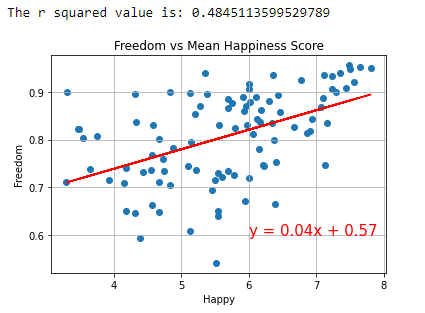 The r squared value is: 0.4845113599529789
Freedom vs Mean Happiness Score
0.9
0.8
0.7
0.6
Freedom
y = 0.04x + 0.57
4 5 6 7 8
Happy